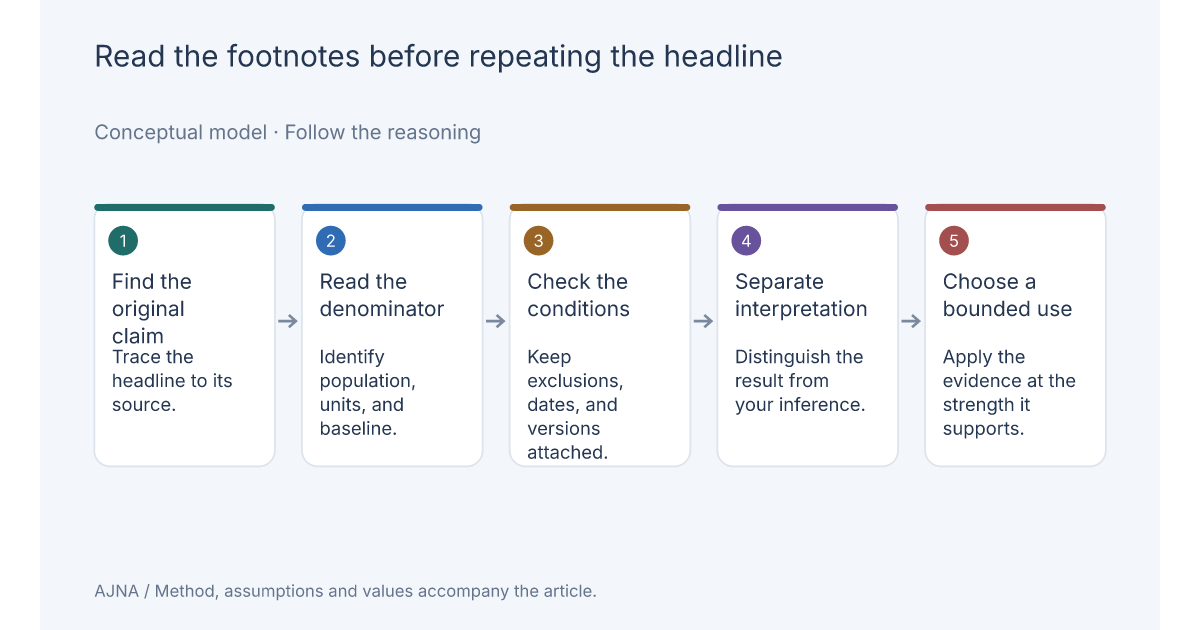 Read the footnotes before repeating the headline
Conceptual model · Follow the reasoning
1
Find the
original
claim
Trace the
headline to its
source.
2
Read the
denominator
Identify
population,
units, and
baseline.
3
Check the
conditions
Keep
exclusions,
dates, and
versions
attached.
4
Separate
interpretation
Distinguish the
result from
your inference.
5
Choose a
bounded use
Apply the
evidence at the
strength it
supports.
AJNA / Method, assumptions and values accompany the article.